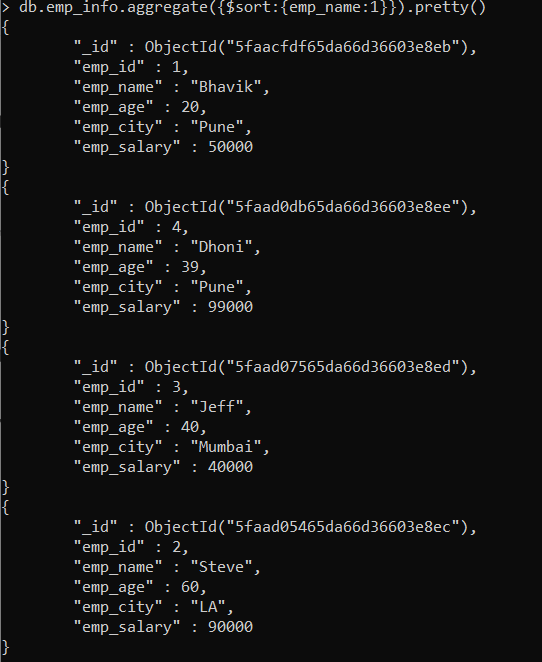 > db.emp_info.aggregate({$sort:{emp_name:1}}).pretty()
{
        "_id" : ObjectId("5faacfdf65da66d36603e8eb"),
        "emp_id" : 1,
        "emp_name" : "Bhavik",
        "emp_age" : 20,
        "emp_city" : "Pune",
        "emp_salary" : 50000
}
{
        "_id" : ObjectId("5faad0db65da66d36603e8ee"),
        "emp_id" : 4,
        "emp_name" : "Dhoni",
        "emp_age" : 39,
        "emp_city" : "Pune",
        "emp_salary" : 99000
}
{
        "_id" : ObjectId("5faad07565da66d36603e8ed"),
        "emp_id" : 3,
        "emp_name" : "Jeff",
        "emp_age" : 40,
        "emp_city" : "Mumbai",
        "emp_salary" : 40000
}
{
        "_id" : ObjectId("5faad05465da66d36603e8ec"),
        "emp_id" : 2,
        "emp_name" : "Steve",
        "emp_age" : 60,
        "emp_city" : "LA",
        "emp_salary" : 90000
}